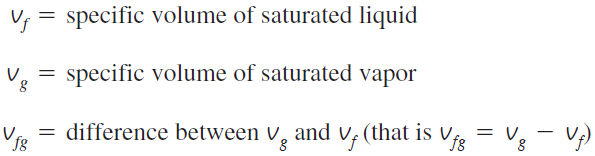 v_f = specific volume of saturated liquid
v_g = specific volume of saturated vapor
v_fg = difference between v_g and v_f (that is v_fg = v_g − v_f)